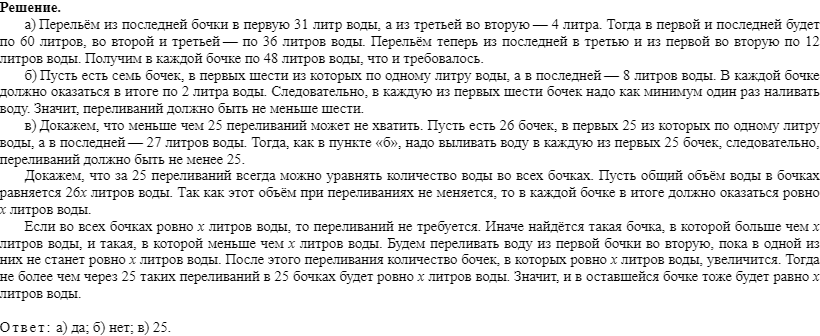 Решение.
а) Перельём из последней бочки в первую 31 литр воды, а из третьей во вторую — 4 литра. Тогда в первой и последней будет
по 60 литров, во второй и третьей — по 36 литров воды. Перельём теперь из последней в третью и из первой во вторую по 12
литров воды. Получим в каждой бочке по 48 литров воды, что и требовалось.
б) Пусть есть семь бочек, в первых шести из которых по одному литру воды, а в последней — 8 литров воды. В каждой бочке
должно оказаться в итоге по 2 литра воды. Следовательно, в каждую из первых шести бочек надо как минимум один раз наливать
воду. Значит, переливаний должно быть не меньше шести.
в) Докажем, что меньше чем 25 переливаний может не хватить. Пусть есть 26 бочек, в первых 25 из которых по одному литру
воды, а в последней — 27 литров воды. Тогда, как в пункте «б», надо выливать воду в каждую из первых 25 бочек, следовательно,
переливаний должно быть не менее 25.
Докажем, что за 25 переливаний всегда можно уравнять количество воды во всех бочках. Пусть общий объём воды в бочках
равняется 26x литров воды. Так как этот объём при переливаниях не меняется, то в каждой бочке в итоге должно оказаться ровно
x литров воды.
Если во всех бочках ровно x литров воды, то переливаний не требуется. Иначе найдётся такая бочка, в которой больше чем x
литров воды, и такая, в которой меньше чем x литров воды. Будем переливать воду из первой бочки во вторую, пока в одной из
них не станет ровно x литров воды. После этого переливания количество бочек, в которых ровно x литров воды, увеличится. Тогда
не более чем через 25 таких переливаний в 25 бочках будет ровно x литров воды. Значит, и в оставшейся бочке тоже будет равно x
литров воды.
Ответ: а) да; б) нет; в) 25.